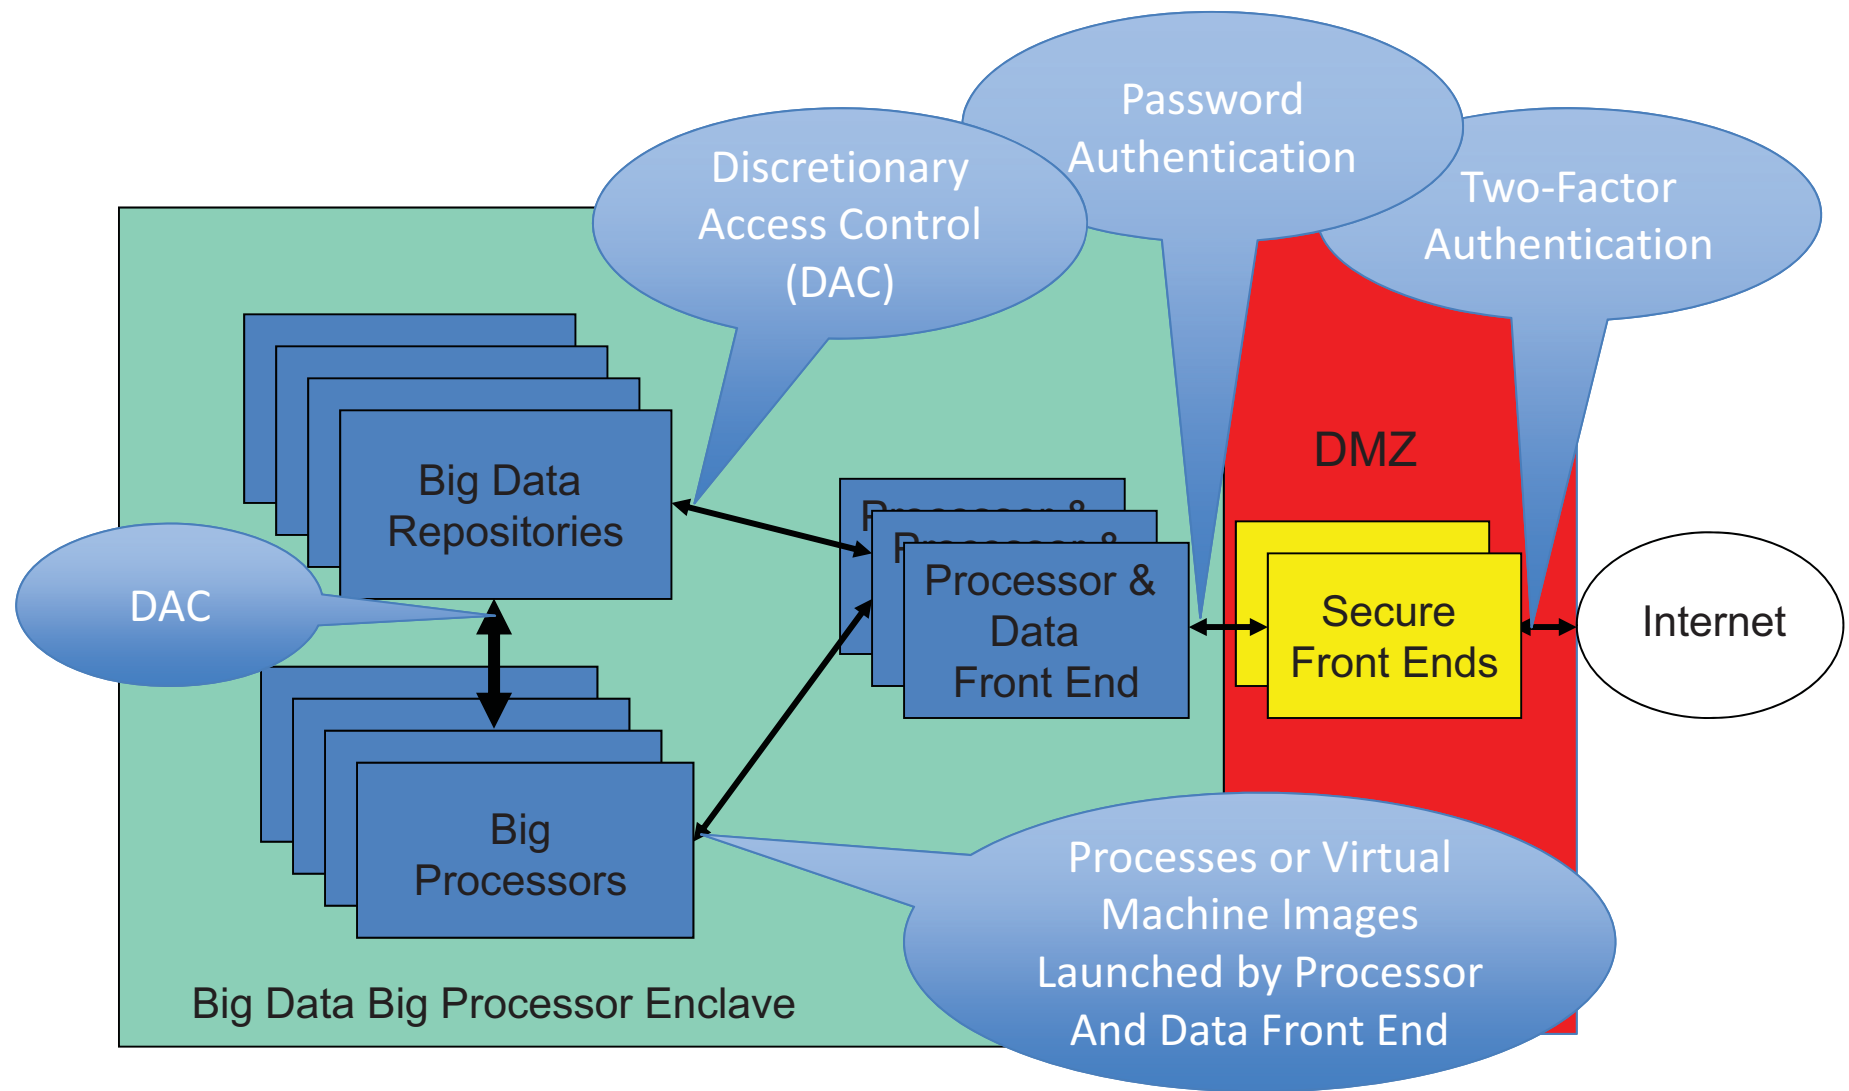 Password
Authentication
Discretionary
Access Control
(DAC)
Two-Factor
Authentication
DMZ
Big Data
Repositories
Processor &
Processor &
Processor &
Data
Front End
Secure
Front Ends
Internet
DAC
Big
Processors
Processes or Virtual
Machine Images
Launched by Processor
And Data Front End
Big Data Big Processor Enclave